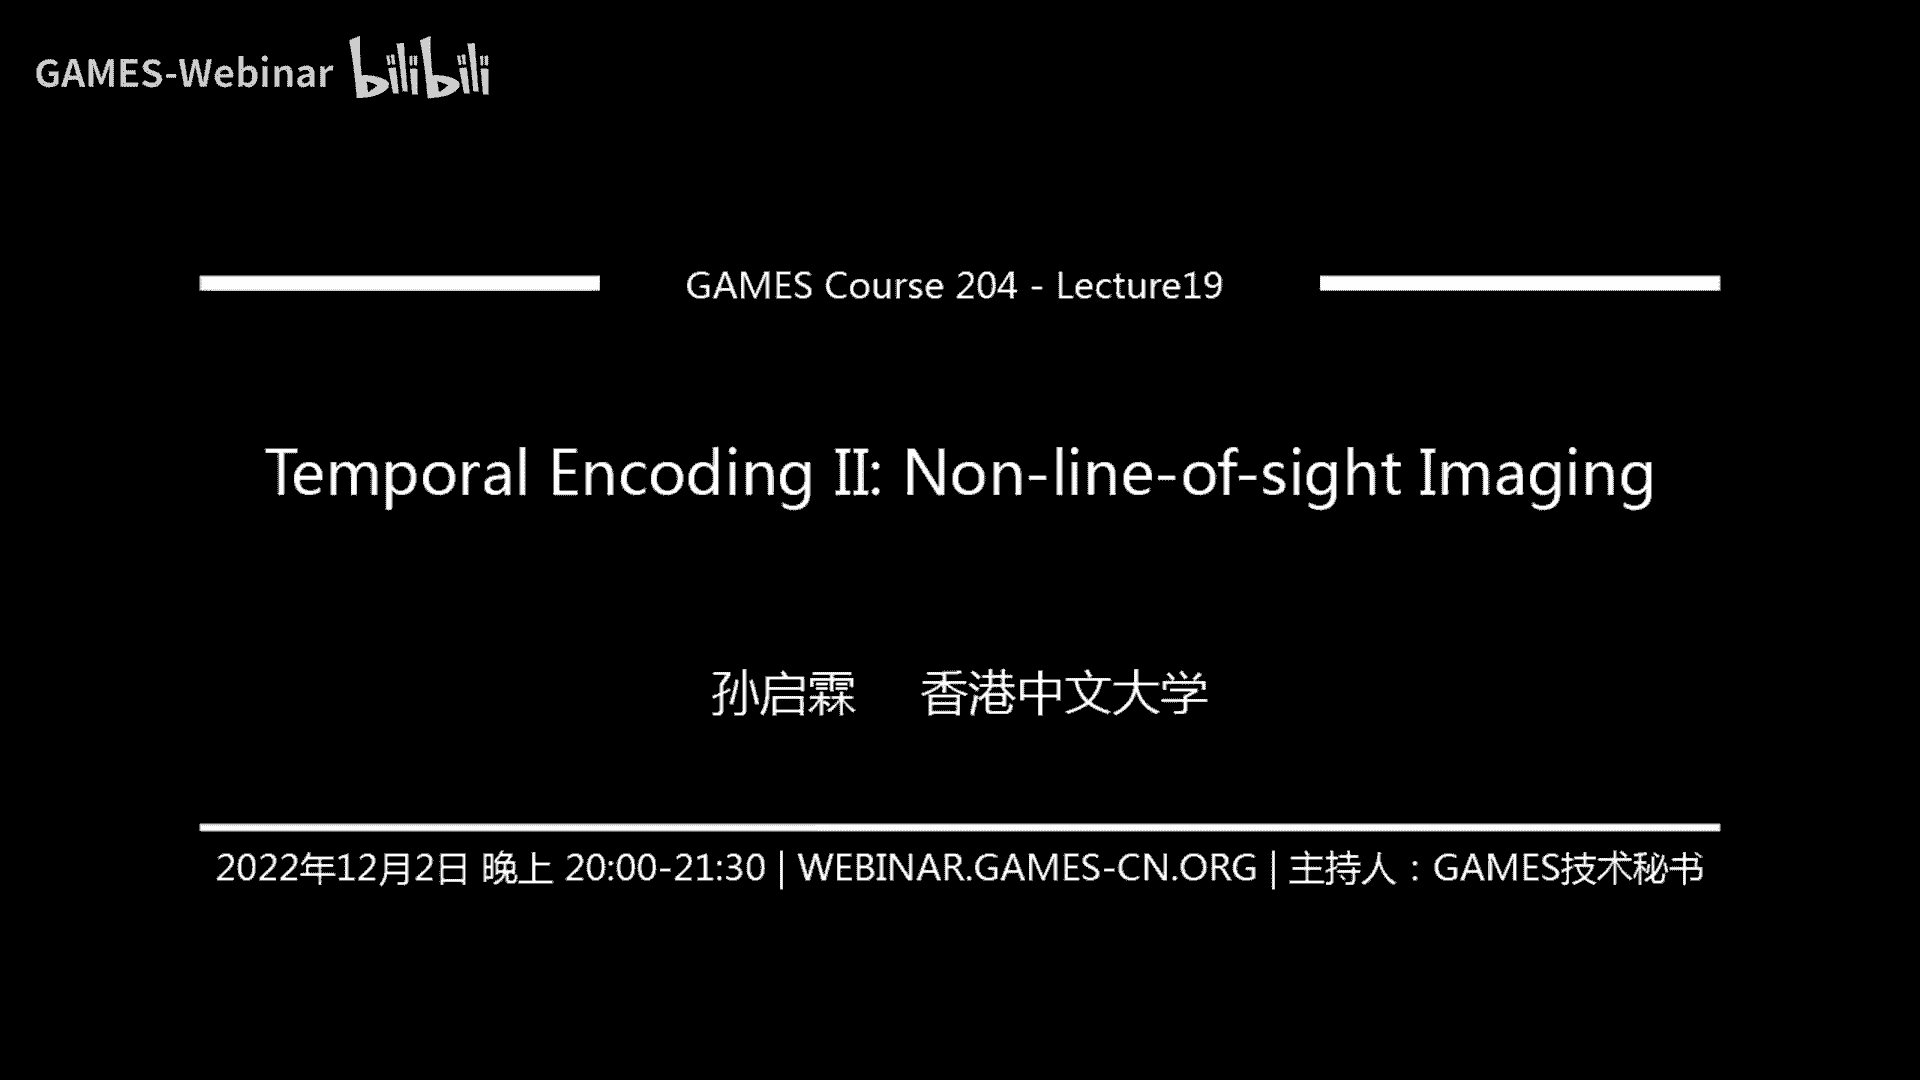 GAMES-Webinar bilibili
GAMES Course 204 - Lecture19
Temporal Encoding II: Non-line-of-sight Imaging
孙启霖 香港中文大学
2022年12月2日 晚上 20:00-21:30 | WEBINAR.GAMES-CN.ORG | 主持人：GAMES技术秘书